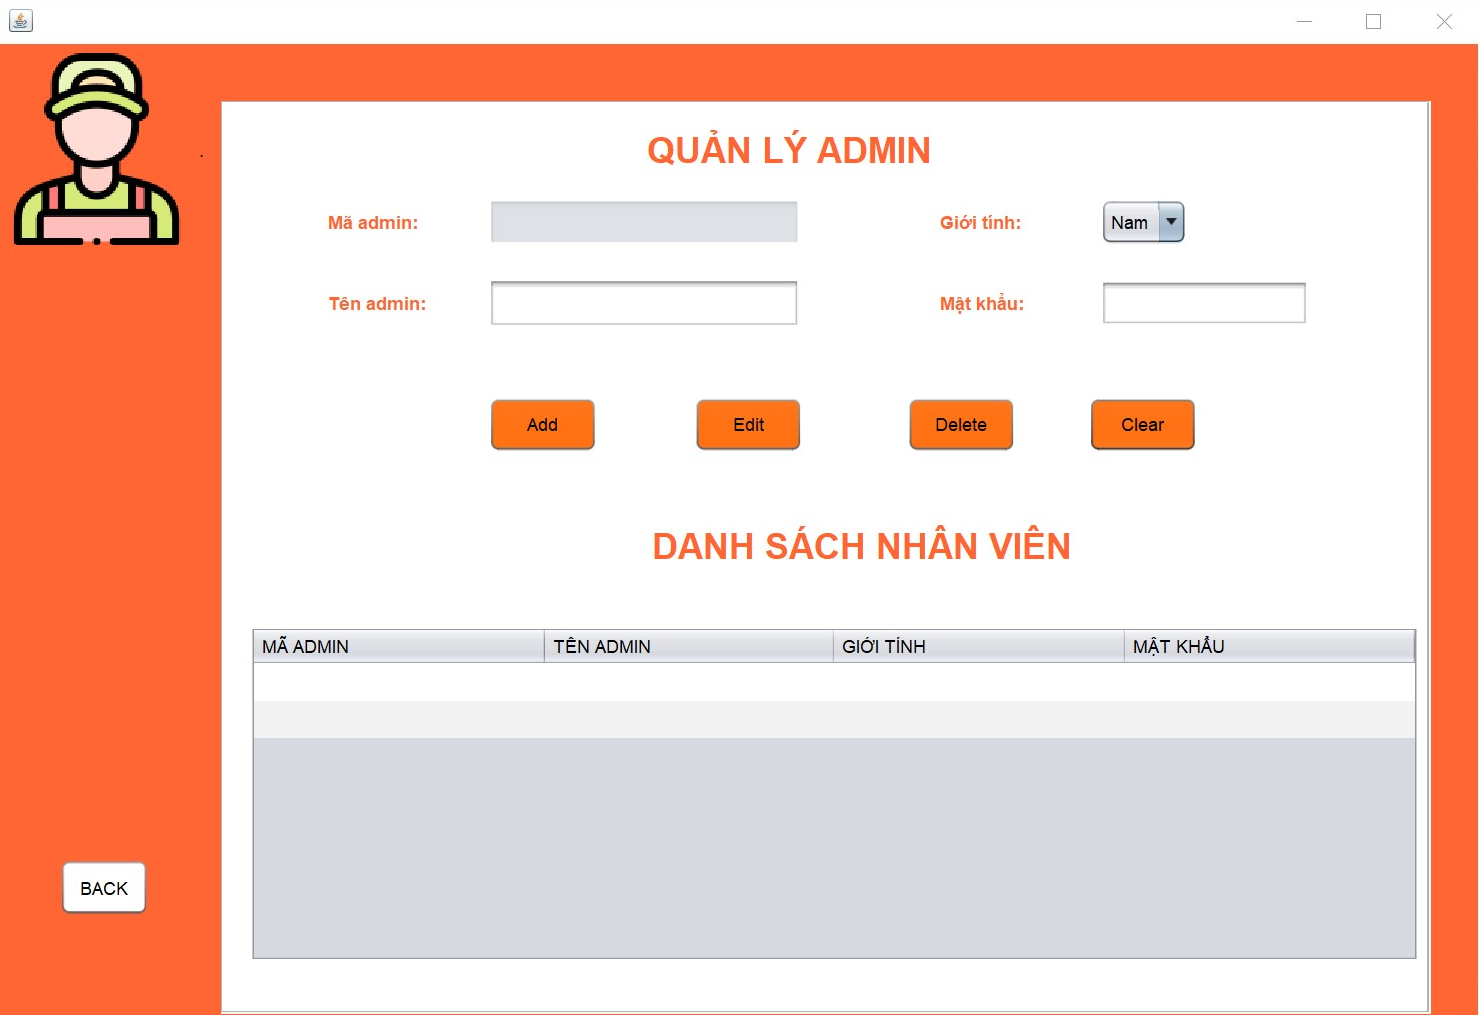 QUẢN LÝ ADMIN
Mã admin:
Giới tính: Nam
Tên admin:
Mật khẩu:
Add Edit Delete Clear
DANH SÁCH NHÂN VIÊN
MÃ ADMIN TÊN ADMIN GIỚI TÍNH MẬT KHẨU
BACK